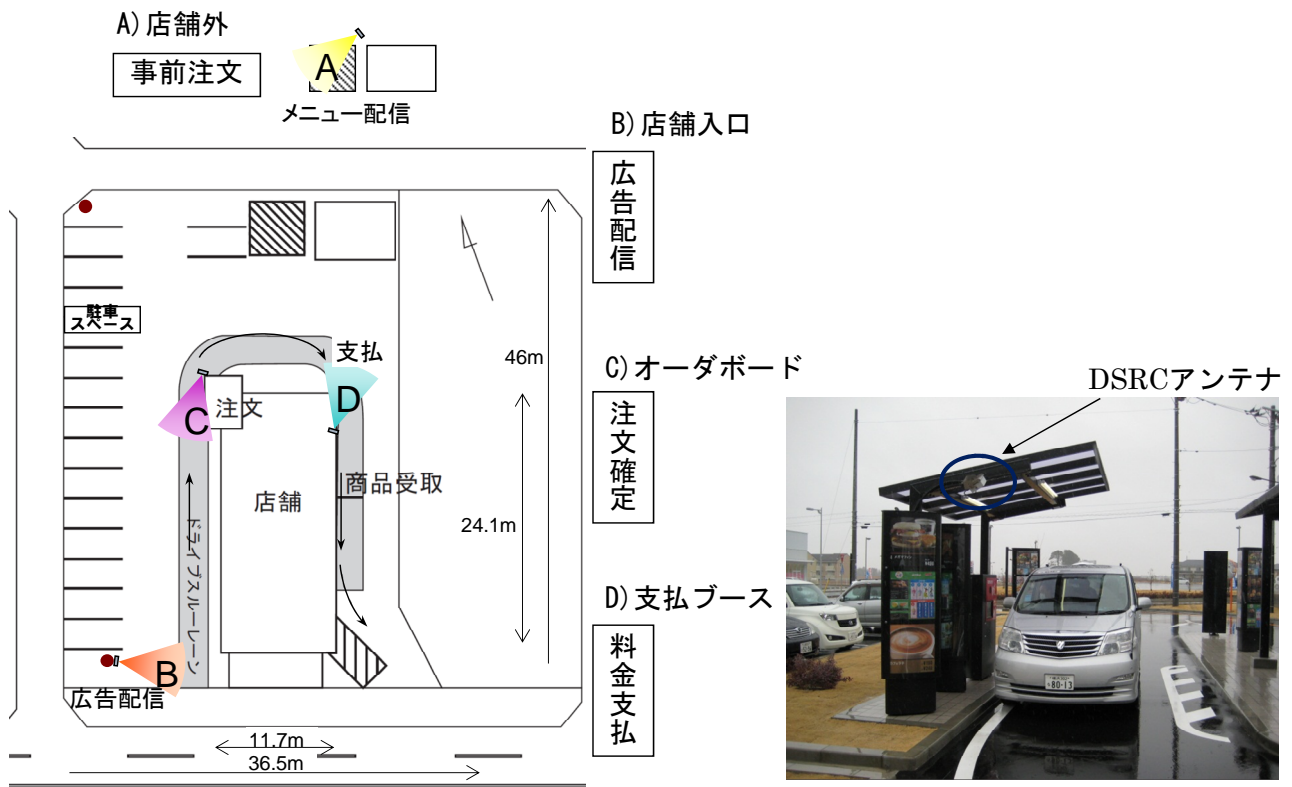 A)店舗外
事前注文
A
メニュー配信
B)店舗入口
広告配信
駐車
スペース
46m
支払
C)オーダボード
DSRCアンテナ
D
C
注文
注文確定
商品受取
店舗
24.1m
ドライブスルーレーン
D)支払ブース
料金支払
B
広告配信
11.7m
36.5m
80-13